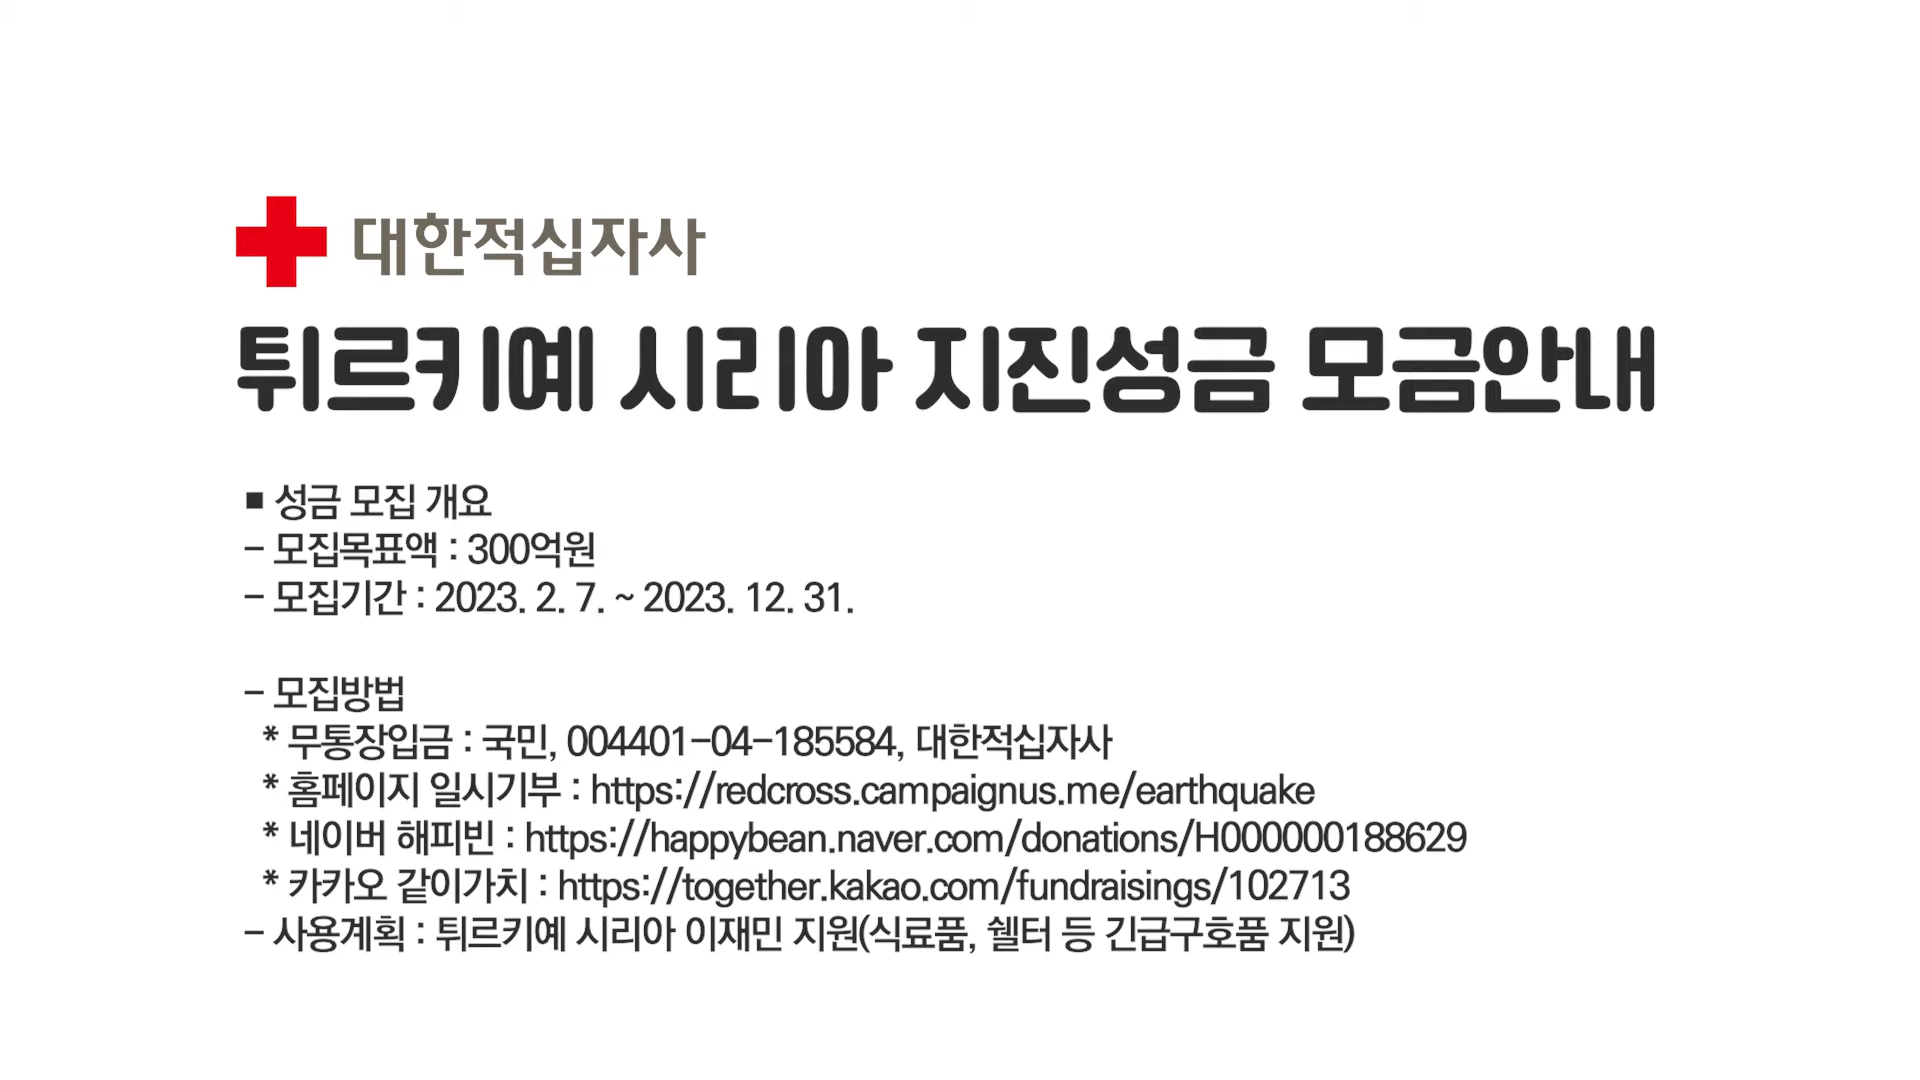 대한적십자사
튀르키예 시리아 지진성금 모금안내
■ 성금 모집 개요
- 모집목표액 : 300억원
- 모집기간 : 2023. 2. 7. ~ 2023. 12. 31.
- 모집방법
* 무통장입금 : 국민, 004401-04-185584, 대한적십자사
* 홈페이지 일시기부 : https://redcross.campaignus.me/earthquake
* 네이버 해피빈 : https://happybean.naver.com/donations/H000000188629
* 카카오 같이가치 : https://together.kakao.com/fundraisings/102713
- 사용계획 : 튀르키예 시리아 이재민 지원(식료품, 쉘터 등 긴급구호품 지원)